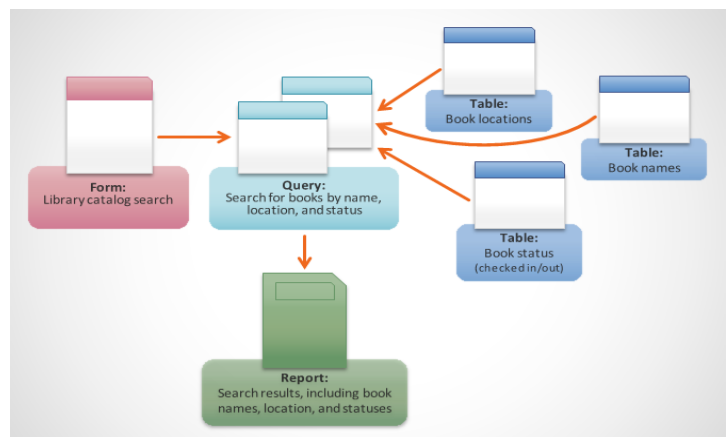 Table:
Book locations
Table:
Book names
Form:
Library catalog search
Query:
Search for books by name,
location, and status
Table:
Book status
(checked in/out)
Report:
Search results, including book
names, location, and statuses